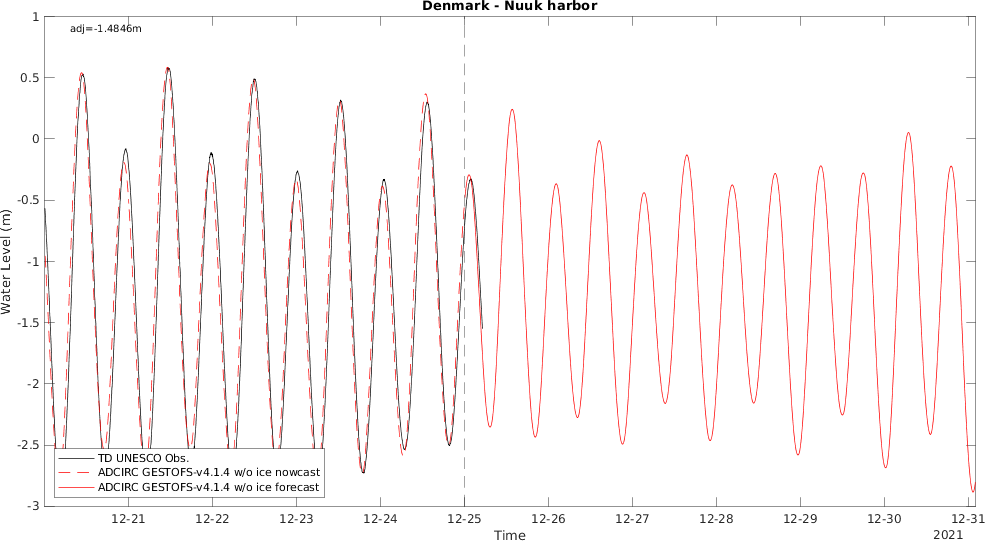 Denmark - Nuuk harbor
adj=-1.4846m
1
0.5
0
-0.5
-1
-1.5
-2
-2.5
-3
Water Level (m)
TD UNESCO Obs.
ADCIRC GESTOFS-v4.1.4 w/o ice nowcast
ADCIRC GESTOFS-v4.1.4 w/o ice forecast
12-21 12-22 12-23 12-24 12-25 12-26 12-27 12-28 12-29 12-30 12-31
Time
2021